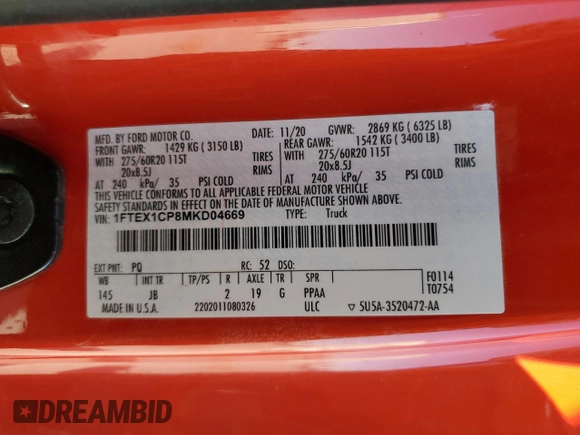 MFD. BY FORD MOTOR CO. DATE: 11/20 GVWR: 2869 KG ( 6325 LB)
FRONT GAWR: 1429 KG ( 3150 LB) REAR GAWR: 1542 KG ( 3400 LB)
WITH 275/60R20 115T TIRES WITH 275/60R20 115T TIRES
20x8.5J RIMS 20x8.5J RIMS
AT 240 kPa/ 35 PSI COLD AT 240 kPa/ 35 PSI COLD
THIS VEHICLE CONFORMS TO ALL APPLICABLE FEDERAL MOTOR VEHICLE
SAFETY STANDARDS IN EFFECT ON THE DATE OF MANUFACTURE SHOWN ABOVE.
VIN: 1FTEX1CP8MKD04669 TYPE: Truck
EXT PNT: PQ RC: 52 DSO: F0114
WB INT TR TP/PS R AXLE TR SPR T0754
145 JB 2 19 G PPAA
MADE IN U.S.A. 2202011080326 ULC 5U5A-3520472-AA
DREAMBID